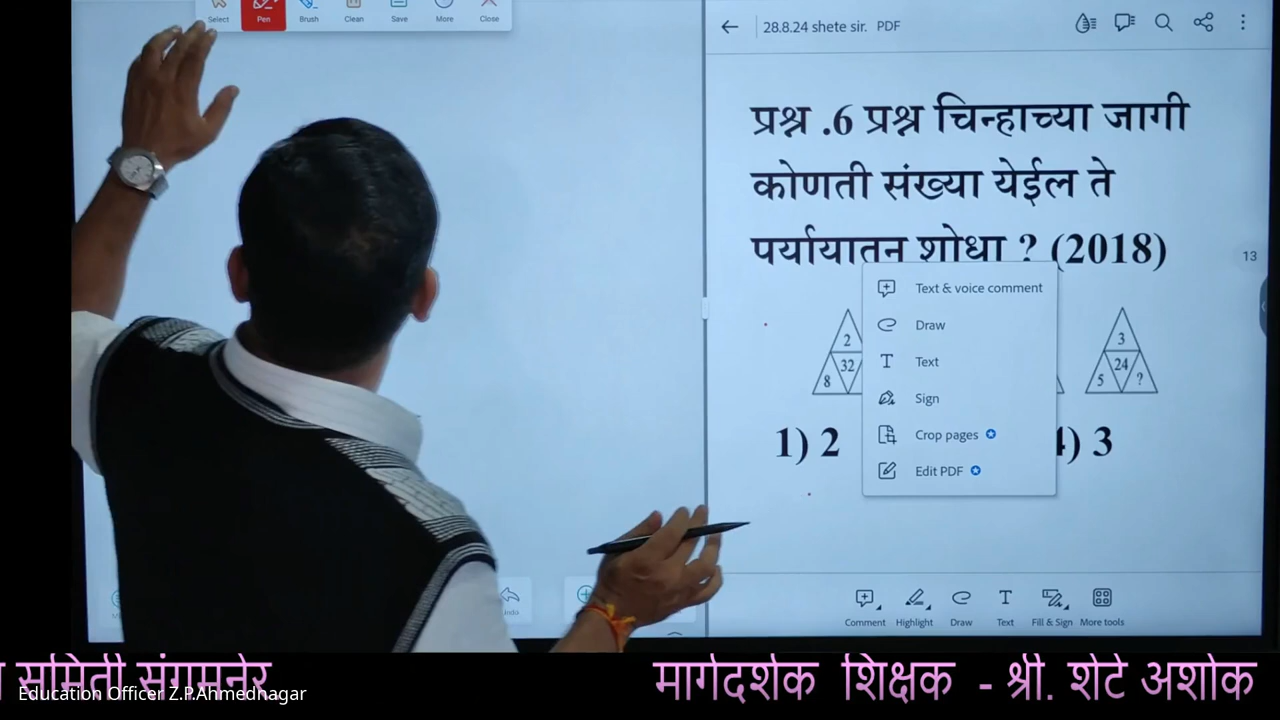 Select Pen Brush Clean Save More Close
28.8.24 shete sir. PDF
प्रश्न .6 प्रश्न चिन्हाच्या जागी
कोणती संख्या येईल ते
पर्यायातून शोधा ? (2018)
13
Text & voice comment
Draw
Text
Sign
Crop pages
Edit PDF
2
32
8
3
24
5 ?
1) 2
4) 3
Undo
Comment Highlight Draw Text Fill & Sign More tools
समिती संगमनेर
मार्गदर्शक शिक्षक - श्री. शेटे अशोक
Education Officer Z.P.Ahmednagar